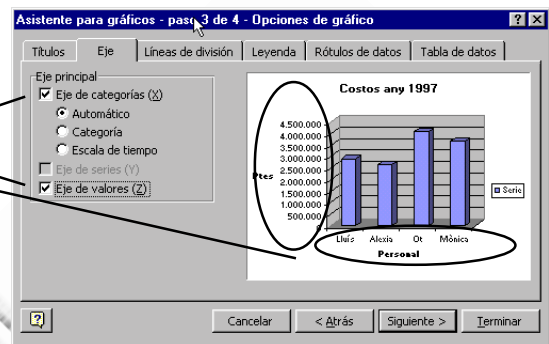 Asistente para gráficos - paso 3 de 4 - Opciones de gráfico
Títulos Eje Líneas de división Leyenda Rótulos de datos Tabla de datos
Eje principal
Eje de categorías (X)
Automático
Categoría
Escala de tiempo
Eje de series (Y)
Eje de valores (Z)
Costos any 1997
4.500.000
4.000.000
3.500.000
3.000.000
2.500.000
2.000.000
1.500.000
1.000.000
500.000
0
Ptes
Lluís Alexia Ot Mònica
Personal
Serie
Cancelar < Atrás Siguiente > Terminar